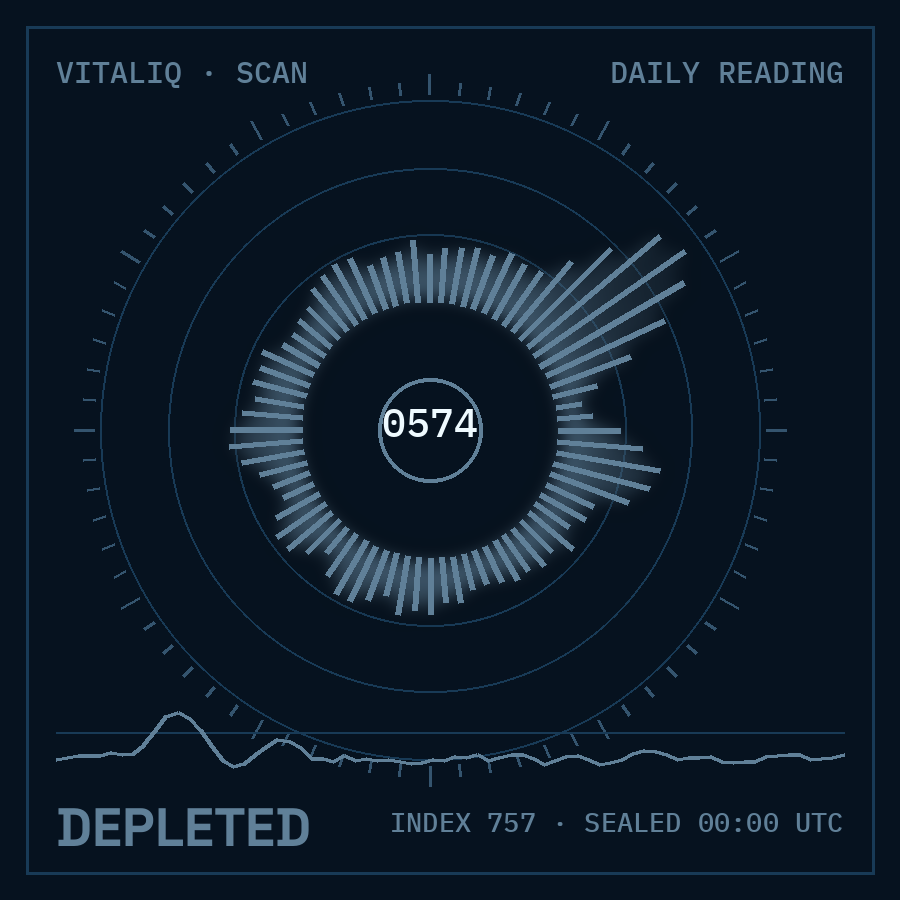 VITALIQ · SCAN
DAILY READING
0574
DEPLETED
INDEX 757 · SEALED 00:00 UTC